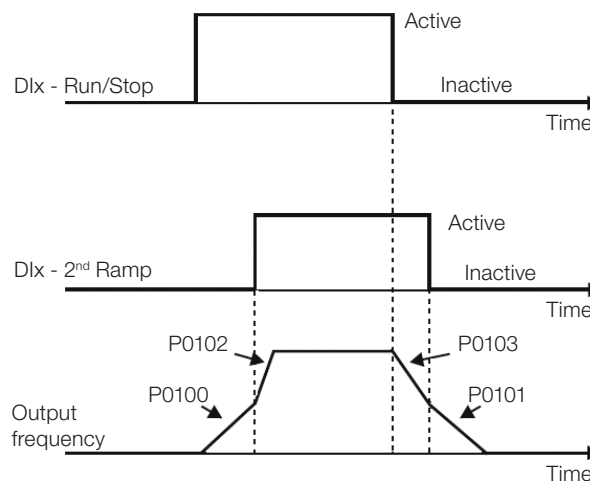 Active
DIx - Run/Stop
Inactive
Time
Active
DIx - 2nd Ramp
Inactive
Time
P0102
P0103
P0100
P0101
Output
frequency
Time